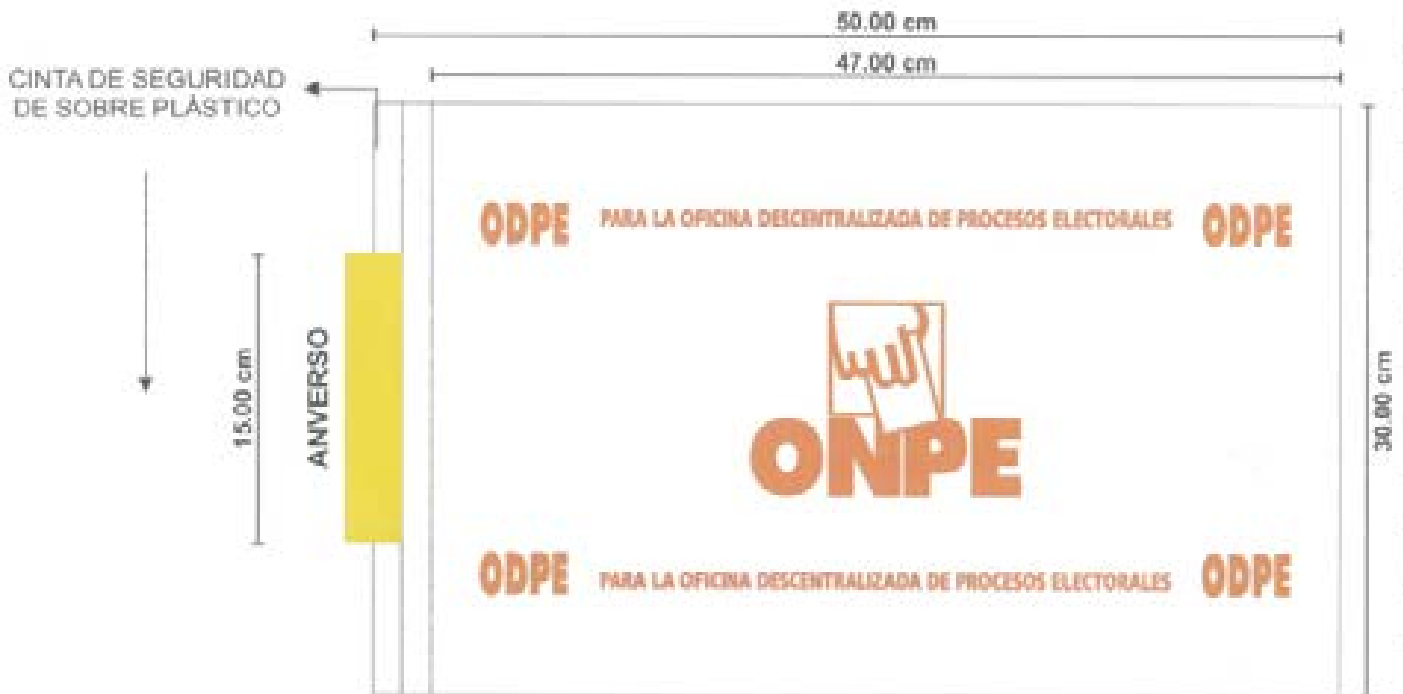 50.00 cm
47.00 cm
CINTA DE SEGURIDAD
DE SOBRE PLÁSTICO
ODPE PARA LA OFICINA DESCENTRALIZADA DE PROCESOS ELECTORALES ODPE
15.00 cm
ANVERSO
ONPE
30.00 cm
ODPE PARA LA OFICINA DESCENTRALIZADA DE PROCESOS ELECTORALES ODPE